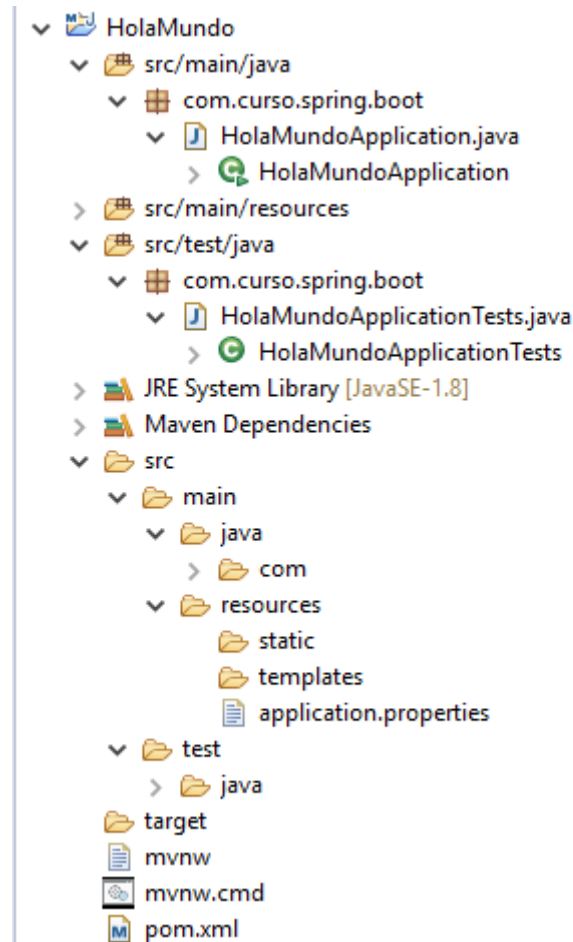 HolaMundo
src/main/java
com.curso.spring.boot
HolaMundoApplication.java
HolaMundoApplication
src/main/resources
src/test/java
com.curso.spring.boot
HolaMundoApplicationTests.java
HolaMundoApplicationTests
JRE System Library [JavaSE-1.8]
Maven Dependencies
src
main
java
com
resources
static
templates
application.properties
test
java
target
mvnw
mvnw.cmd
pom.xml